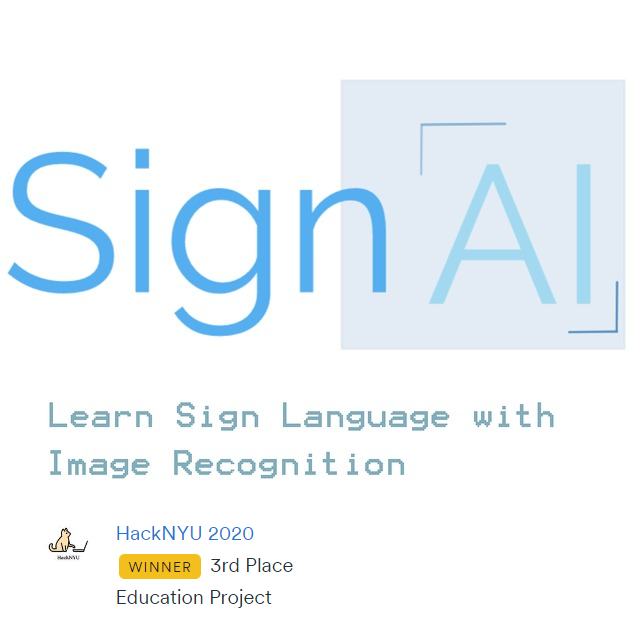 Sign AI
Learn Sign Language with
Image Recognition
HackNYU 2020
HackNYU
WINNER 3rd Place
Education Project